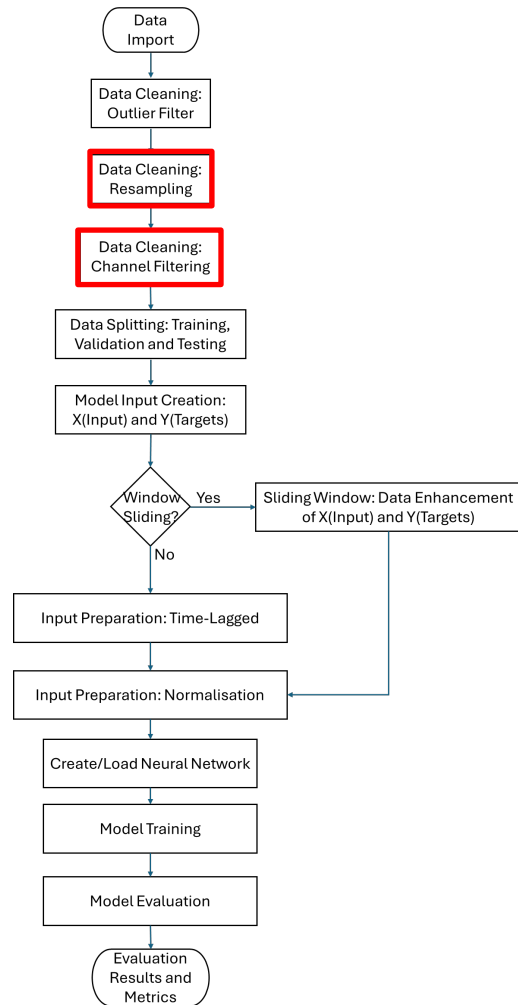 Data
Import
Data Cleaning:
Outlier Filter
Data Cleaning:
Resampling
Data Cleaning:
Channel Filtering
Data Splitting: Training,
Validation and Testing
Model Input Creation:
X(Input) and Y(Targets)
Window
Sliding?
Yes
Sliding Window: Data Enhancement
of X(Input) and Y(Targets)
No
Input Preparation: Time-Lagged
Input Preparation: Normalisation
Create/Load Neural Network
Model Training
Model Evaluation
Evaluation
Results and
Metrics